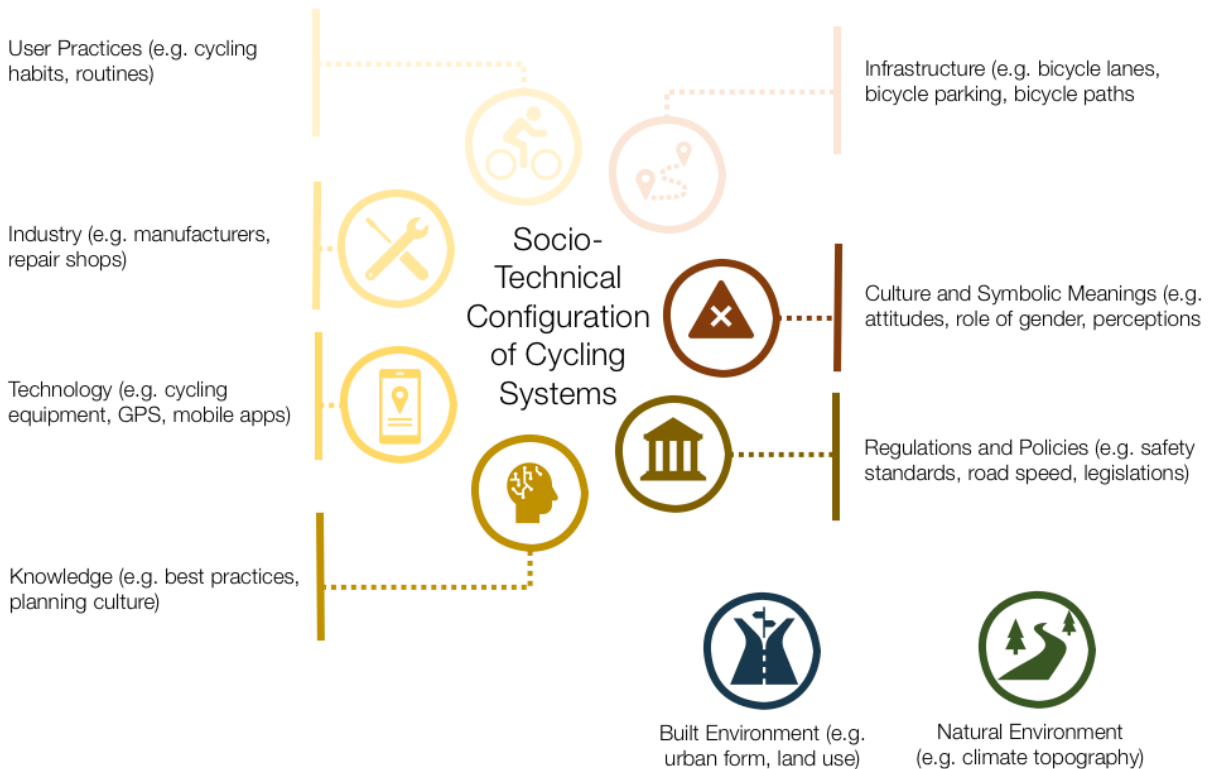 User Practices (e.g. cycling
habits, routines)
Infrastructure (e.g. bicycle lanes,
bicycle parking, bicycle paths
Industry (e.g. manufacturers,
repair shops)
Socio-
Technical
Configuration
of Cycling
Systems
Culture and Symbolic Meanings (e.g.
attitudes, role of gender, perceptions
Technology (e.g. cycling
equipment, GPS, mobile apps)
Regulations and Policies (e.g. safety
standards, road speed, legislations)
Knowledge (e.g. best practices,
planning culture)
Built Environment (e.g.
urban form, land use)
Natural Environment
(e.g. climate topography)